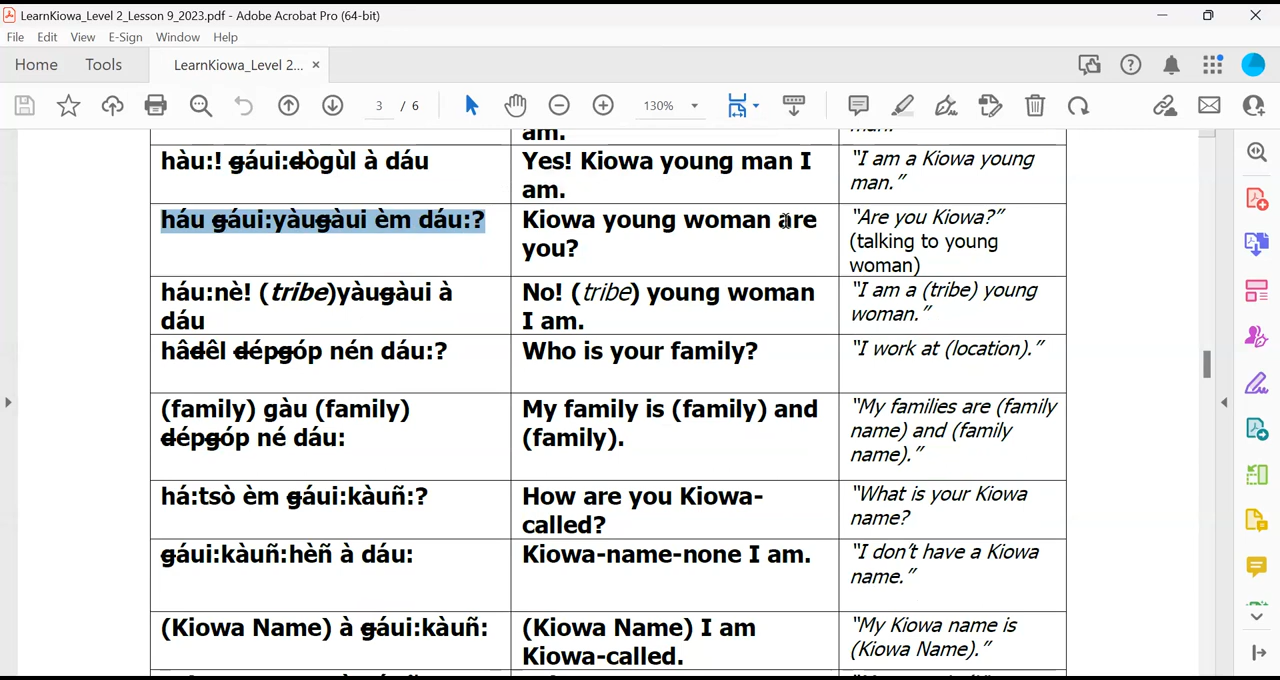 LearnKiowa_Level 2_Lesson 9_2023.pdf - Adobe Acrobat Pro (64-bit)
File Edit View E-Sign Window Help
Home Tools LearnKiowa_Level 2... ×
3 / 6 130%
am.
hàu:! g̶áui:d̶ògùl à dáu
Yes! Kiowa young man I
am.
"I am a Kiowa young
man."
háu g̶áui:yàug̶àui èm dáu:?
Kiowa young woman are
you?
"Are you Kiowa?"
(talking to young
woman)
háu:nè! (tribe)yàug̶àui à
dáu
No! (tribe) young woman
I am.
"I am a (tribe) young
woman."
hâd̶êl d̶épg̶óp nén dáu:?
Who is your family?
"I work at (location)."
(family) gàu (family)
d̶épg̶óp né dáu:
My family is (family) and
(family).
"My families are (family
name) and (family
name)."
há:tsò èm g̶áui:kàuñ:?
How are you Kiowa-
called?
"What is your Kiowa
name?
g̶áui:kàuñ:hèñ à dáu:
Kiowa-name-none I am.
"I don't have a Kiowa
name."
(Kiowa Name) à g̶áui:kàuñ:
(Kiowa Name) I am
Kiowa-called.
"My Kiowa name is
(Kiowa Name)."